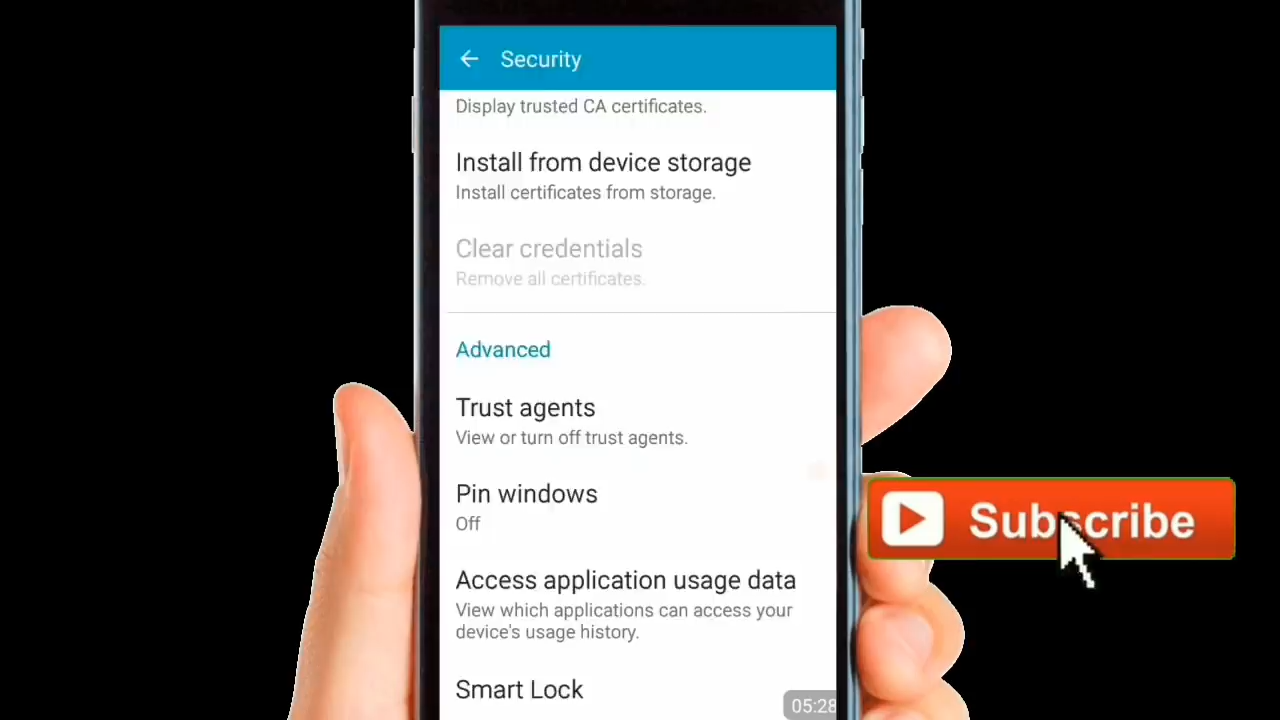 Security
Display trusted CA certificates.
Install from device storage
Install certificates from storage.
Clear credentials
Remove all certificates.
Advanced
Trust agents
View or turn off trust agents.
Pin windows
Off
Access application usage data
View which applications can access your
device's usage history.
Smart Lock
05:28
Subscribe